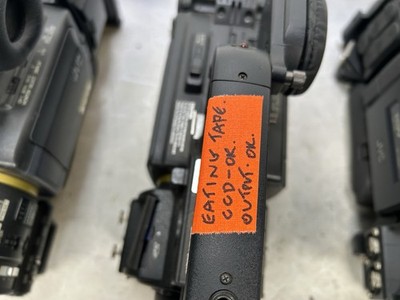 EATING TAPE.
CCD-OK.
OUTPUT. OK.